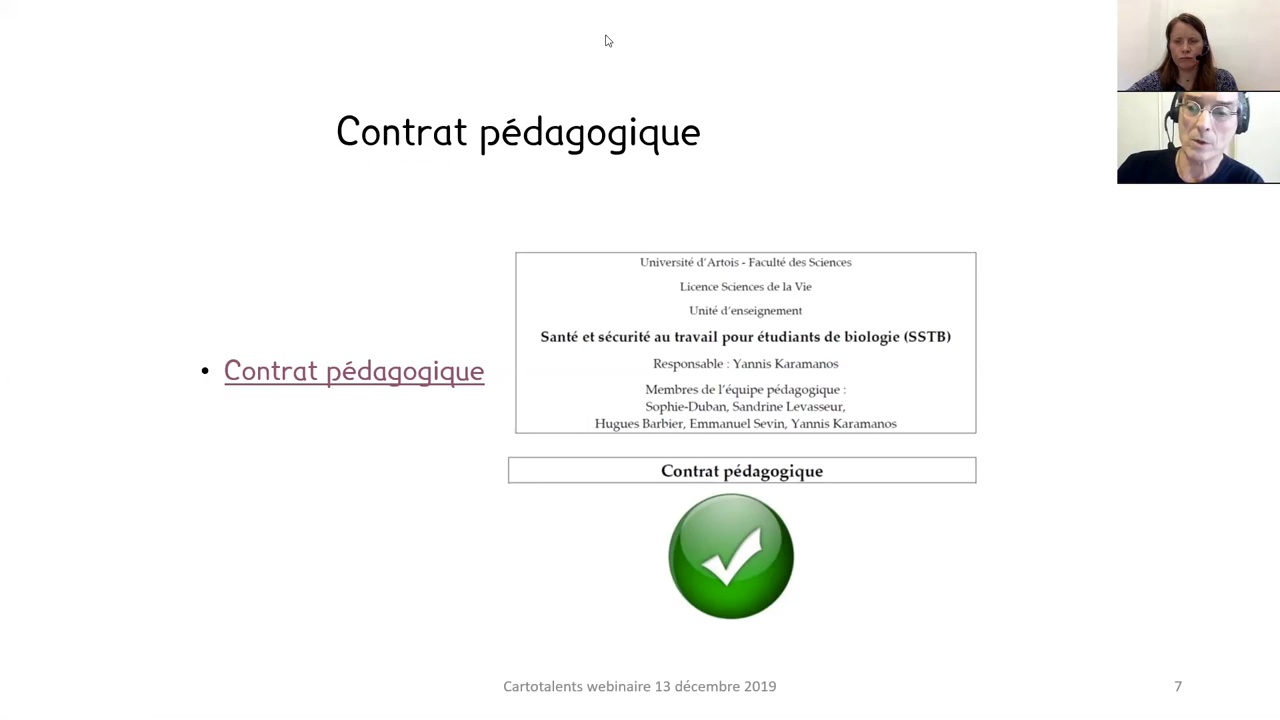 Contrat pédagogique
• Contrat pédagogique
Université d'Artois - Faculté des Sciences
Licence Sciences de la Vie
Unité d'enseignement
Santé et sécurité au travail pour étudiants de biologie (SSTB)
Responsable : Yannis Karamanos
Membres de l'équipe pédagogique :
Sophie-Duban, Sandrine Levasseur,
Hugues Barbier, Emmanuel Sevin, Yannis Karamanos
Contrat pédagogique
Cartotalents webinaire 13 décembre 2019
7